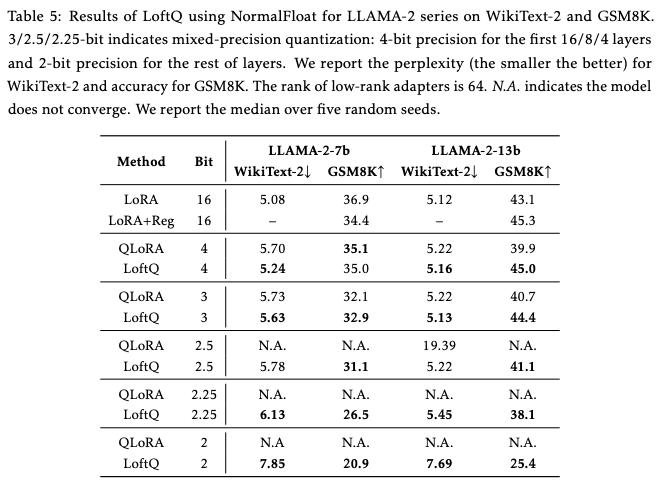 Table 5: Results of LoftQ using NormalFloat for LLAMA-2 series on WikiText-2 and GSM8K.
3/2.5/2.25-bit indicates mixed-precision quantization: 4-bit precision for the first 16/8/4 layers
and 2-bit precision for the rest of layers. We report the perplexity (the smaller the better) for
WikiText-2 and accuracy for GSM8K. The rank of low-rank adapters is 64. N.A. indicates the model
does not converge. We report the median over five random seeds.
Method Bit LLAMA-2-7b LLAMA-2-13b
WikiText-2↓ GSM8K↑ WikiText-2↓ GSM8K↑
LoRA 16 5.08 36.9 5.12 43.1
LoRA+Reg 16 – 34.4 – 45.3
QLoRA 4 5.70 35.1 5.22 39.9
LoftQ 4 5.24 35.0 5.16 45.0
QLoRA 3 5.73 32.1 5.22 40.7
LoftQ 3 5.63 32.9 5.13 44.4
QLoRA 2.5 N.A. N.A. 19.39 N.A.
LoftQ 2.5 5.78 31.1 5.22 41.1
QLoRA 2.25 N.A. N.A. N.A. N.A.
LoftQ 2.25 6.13 26.5 5.45 38.1
QLoRA 2 N.A N.A. N.A. N.A.
LoftQ 2 7.85 20.9 7.69 25.4